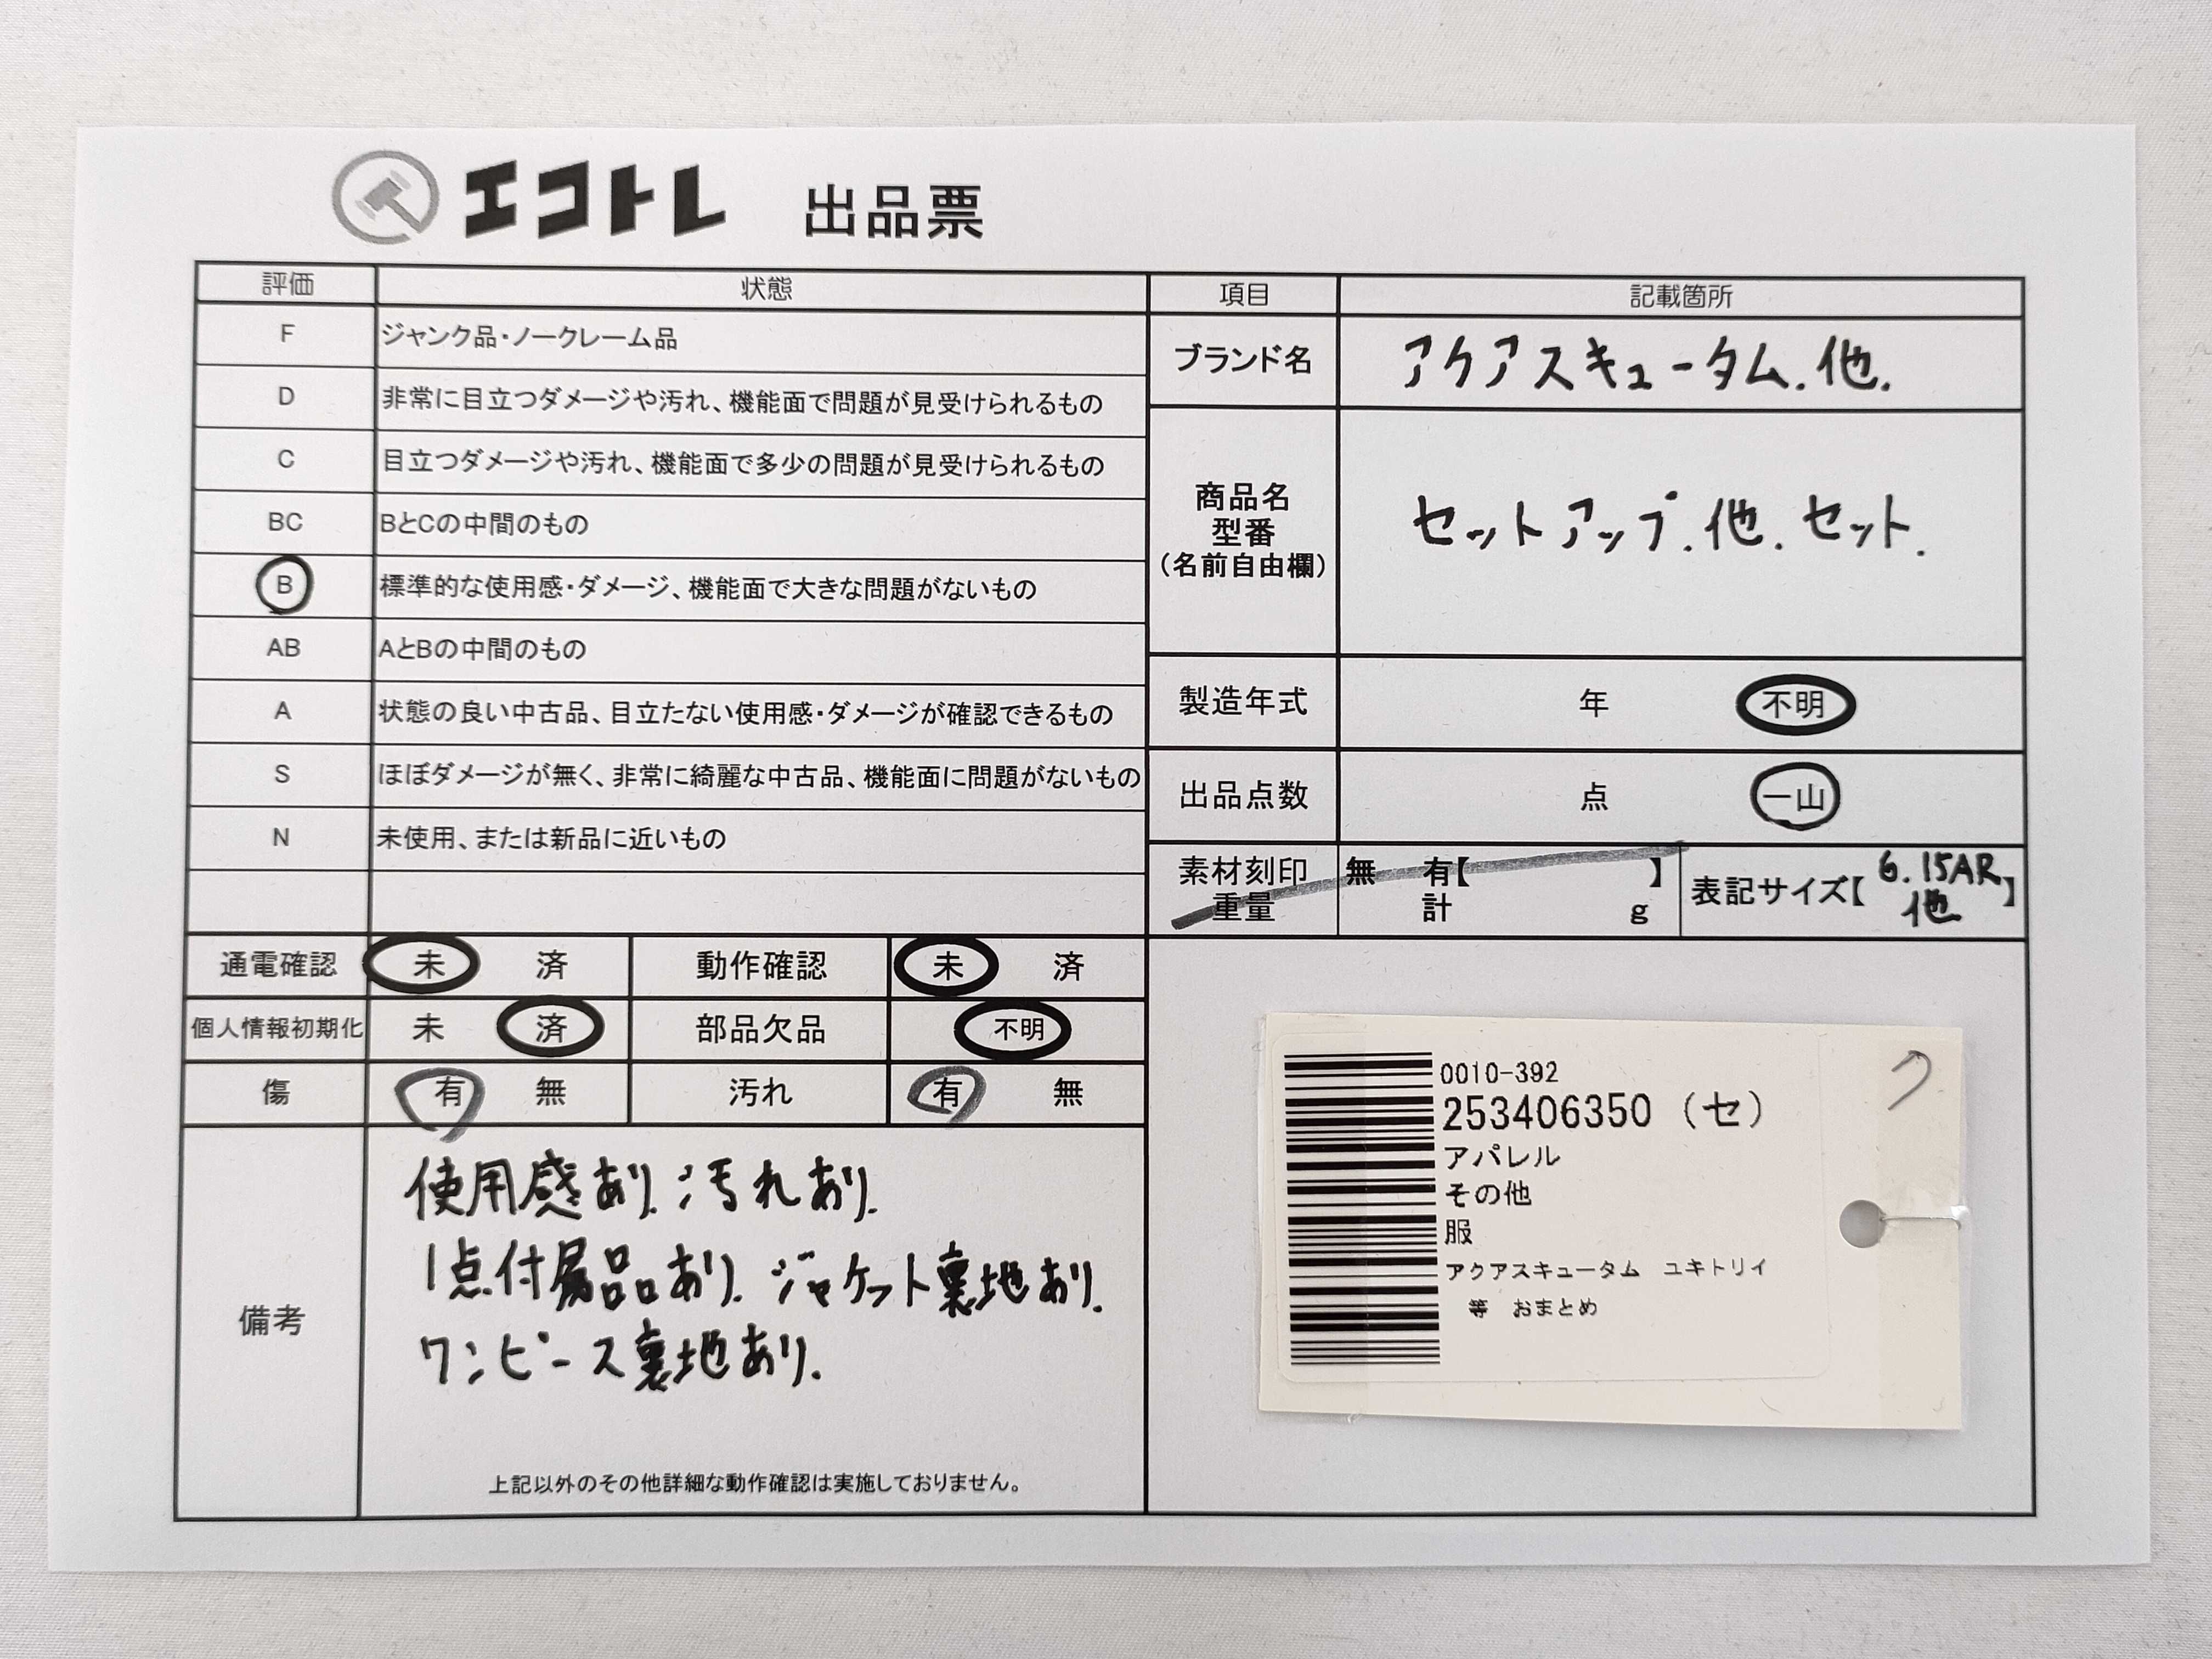 エコトレ 出品票
評価 状態
F ジャンク品・ノークレーム品
D 非常に目立つダメージや汚れ、機能面で問題が見受けられるもの
C 目立つダメージや汚れ、機能面で多少の問題が見受けられるもの
BC BとCの中間のもの
B 標準的な使用感・ダメージ、機能面で大きな問題がないもの
AB AとBの中間のもの
A 状態の良い中古品、目立たない使用感・ダメージが確認できるもの
S ほぼダメージが無く、非常に綺麗な中古品、機能面に問題がないもの
N 未使用、または新品に近いもの
項目 記載箇所
ブランド名 アクアスキュータム.他.
商品名
型番
(名前自由欄)
セットアップ.他.セット.
製造年式 年 不明
出品点数 点 一山
素材刻印 無 有【 】
重量 計 g
表記サイズ【 6.15AR 】
他
通電確認 未 済 動作確認 未 済
個人情報初期化 未 済 部品欠品 不明
傷 有 無 汚れ 有 無
備考
使用感あり.汚れあり.
1点付属品あり.ジャケット裏地あり.
ワンピース裏地あり.
上記以外のその他詳細な動作確認は実施しておりません。
0010-392
253406350 (セ)
アパレル
その他
服
アクアスキュータム ユキトリイ
等 おまとめ